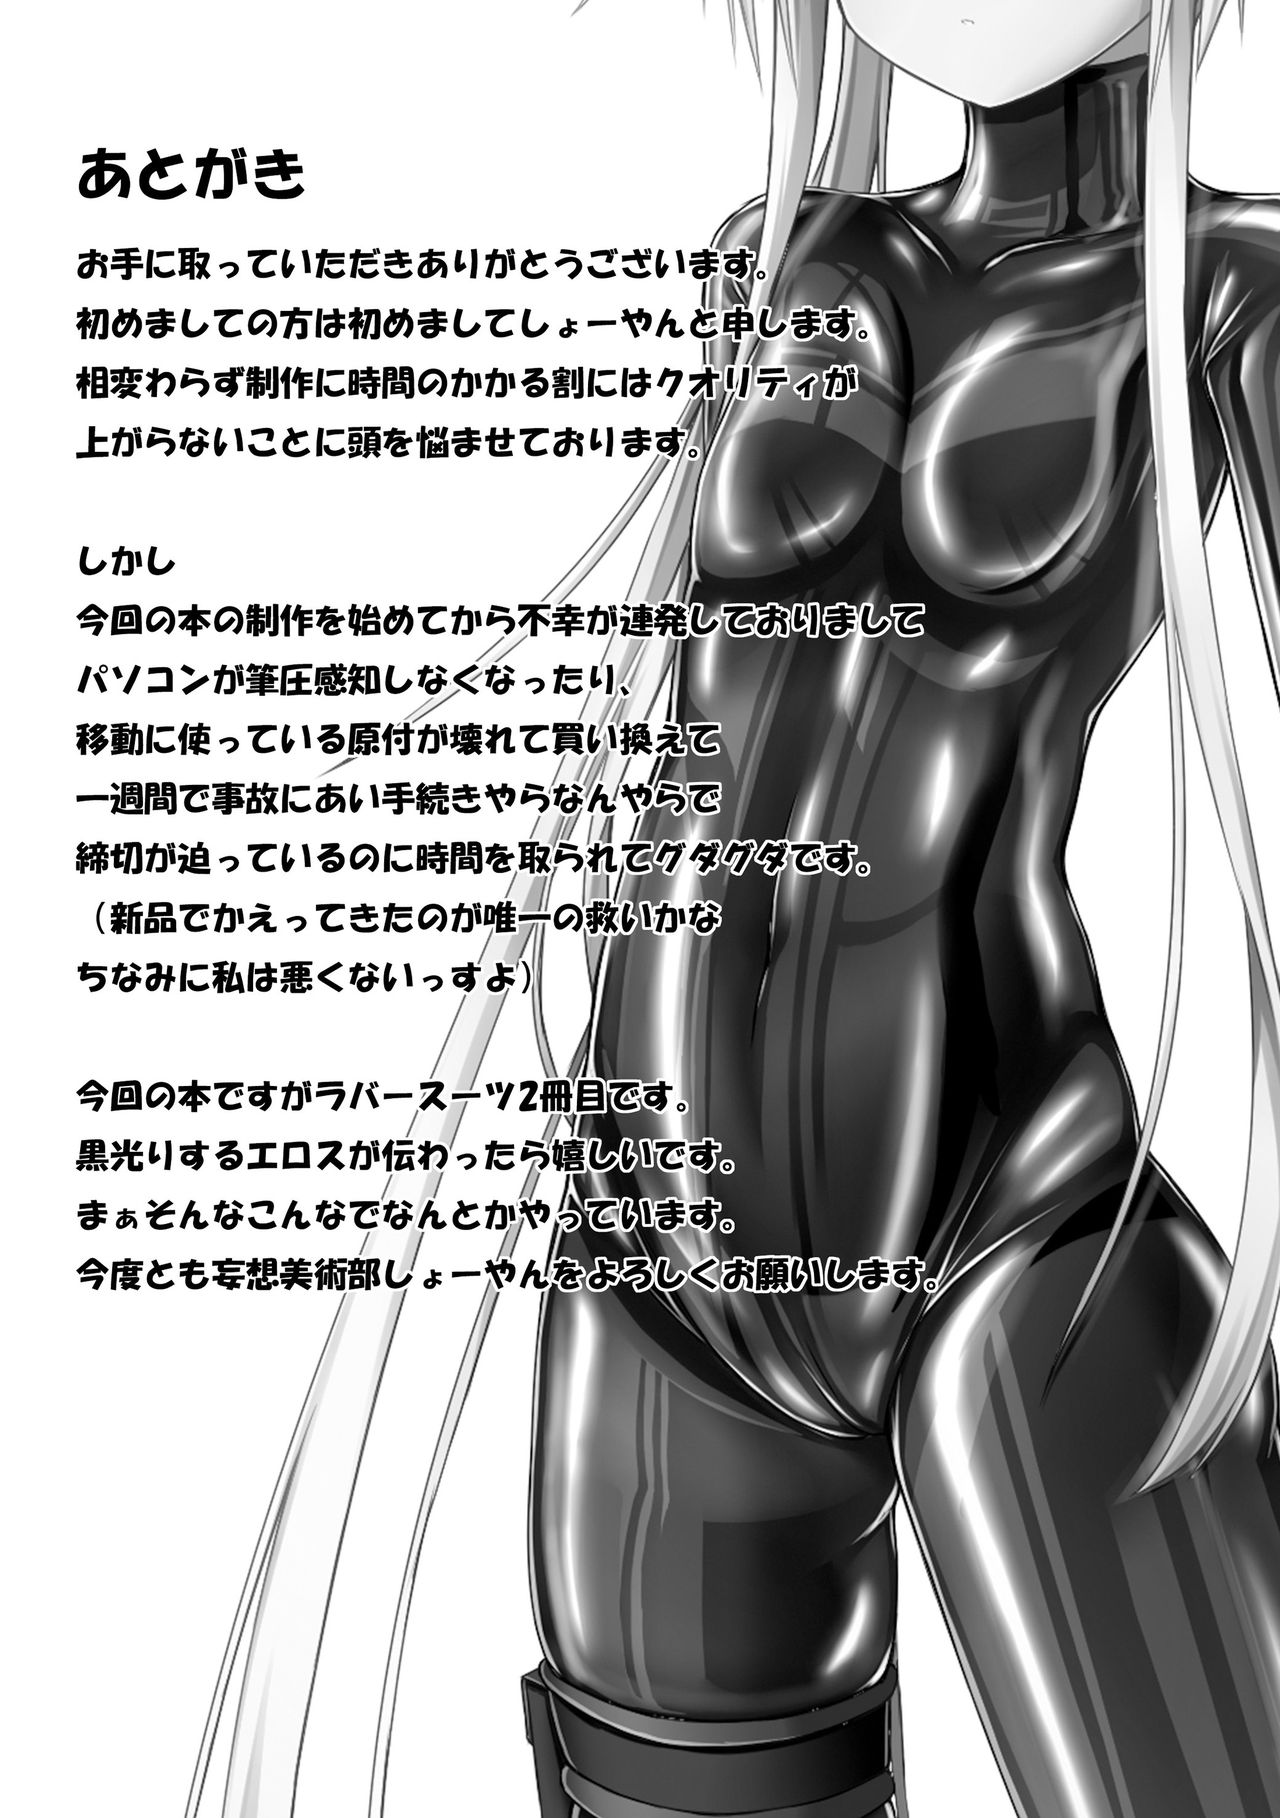 あとがき
お手に取っていただきありがとうございます。
初めましての方は初めましてしょーやんと申します。
相変わらず制作に時間のかかる割にはクオリティが
上がらないことに頭を悩ませております。
しかし
今回の本の制作を始めてから不幸が連発しておりまして
パソコンが筆圧感知しなくなったり、
移動に使っている原付が壊れて買い換えて
一週間で事故にあい手続きやらなんやらで
締切が迫っているのに時間を取られてグダグダです。
（新品でかえってきたのが唯一の救いかな
ちなみに私は悪くないっすよ）
今回の本ですがラバースーツ2冊目です。
黒光りするエロスが伝わったら嬉しいです。
まぁそんなこんなでなんとかやっています。
今度とも妄想美術部しょーやんをよろしくお願いします。